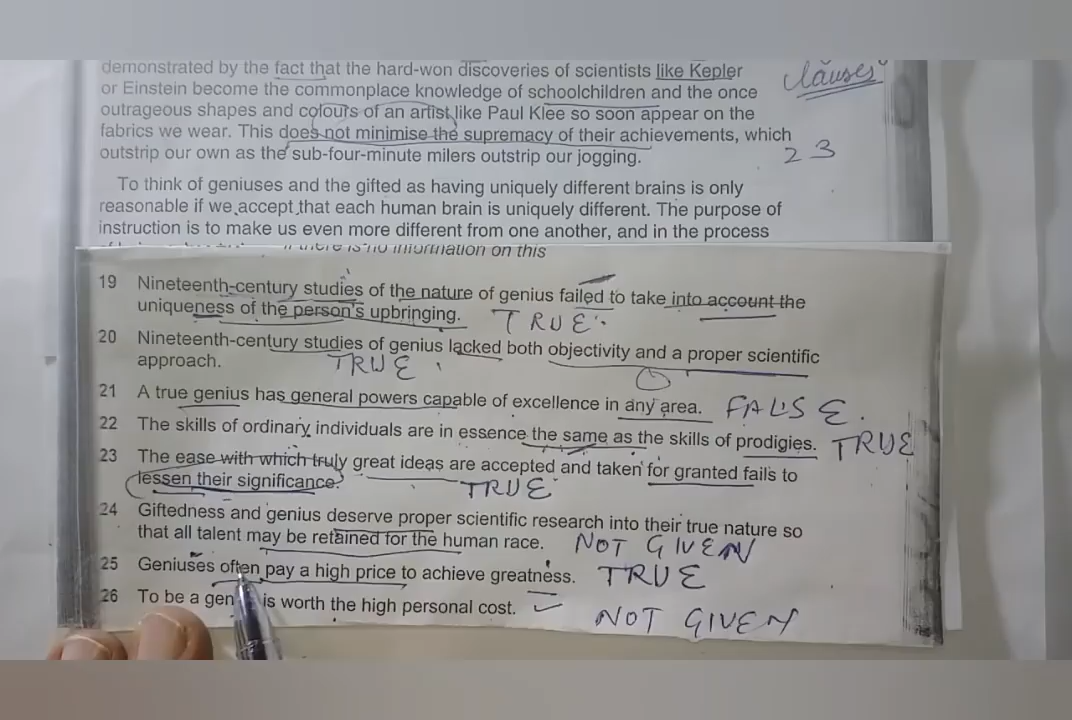 demonstrated by the fact that the hard-won discoveries of scientists like Kepler
or Einstein become the commonplace knowledge of schoolchildren and the once
outrageous shapes and colours of an artist like Paul Klee so soon appear on the
fabrics we wear. This does not minimise the supremacy of their achievements, which
outstrip our own as the sub-four-minute milers outstrip our jogging.
clauses
23
To think of geniuses and the gifted as having uniquely different brains is only
reasonable if we accept that each human brain is uniquely different. The purpose of
instruction is to make us even more different from one another, and in the process
if there is no information on this
19 Nineteenth-century studies of the nature of genius failed to take into account the
uniqueness of the person's upbringing. TRUE.
20 Nineteenth-century studies of genius lacked both objectivity and a proper scientific
approach. TRUE
21 A true genius has general powers capable of excellence in any area. FALSE.
22 The skills of ordinary individuals are in essence the same as the skills of prodigies. TRUE
23 The ease with which truly great ideas are accepted and taken for granted fails to
lessen their significance. TRUE
24 Giftedness and genius deserve proper scientific research into their true nature so
that all talent may be retained for the human race. NOT GIVEN
25 Geniuses often pay a high price to achieve greatness. TRUE
26 To be a gen is worth the high personal cost. NOT GIVEN